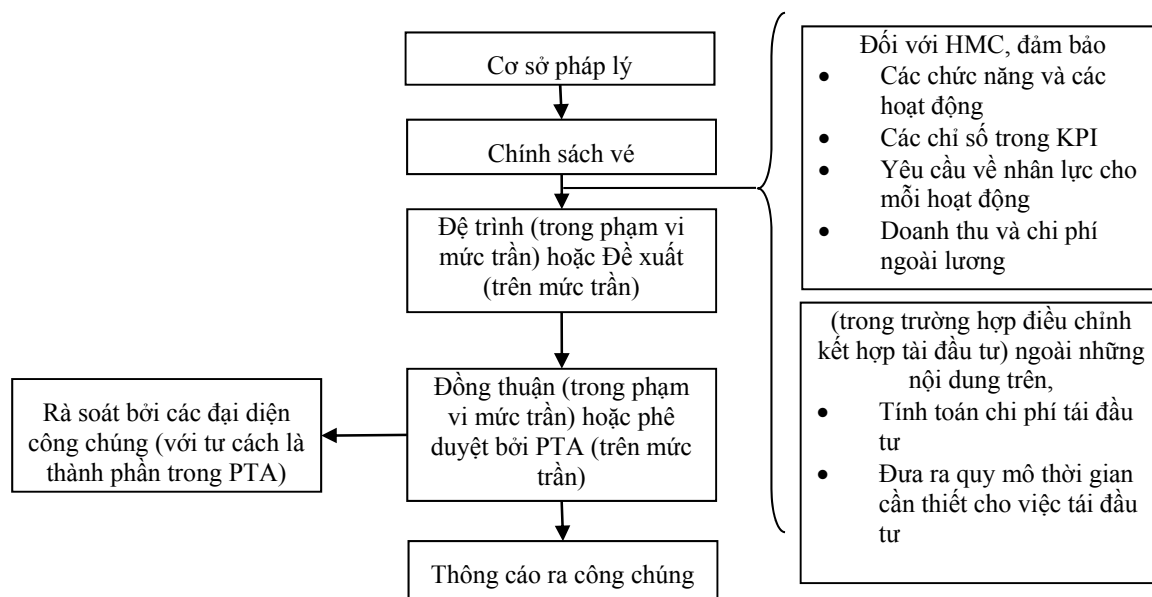 Cơ sở pháp lý
Chính sách vé
Đệ trình (trong phạm vi
mức trần) hoặc Đề xuất
(trên mức trần)
Đồng thuận (trong phạm
vi mức trần) hoặc phê
duyệt bởi PTA (trên mức
trần)
Rà soát bởi các đại diện
công chúng (với tư cách là
thành phần trong PTA)
Thông cáo ra công chúng
Đối với HMC, đảm bảo
• Các chức năng và các
hoạt động
• Các chỉ số trong KPI
• Yêu cầu về nhân lực cho
mỗi hoạt động
• Doanh thu và chi phí
ngoài lương
(trong trường hợp điều chỉnh
kết hợp tái đầu tư) ngoài những
nội dung trên,
• Tính toán chi phí tái đầu
tư
• Đưa ra quy mô thời gian
cần thiết cho việc tái đầu
tư